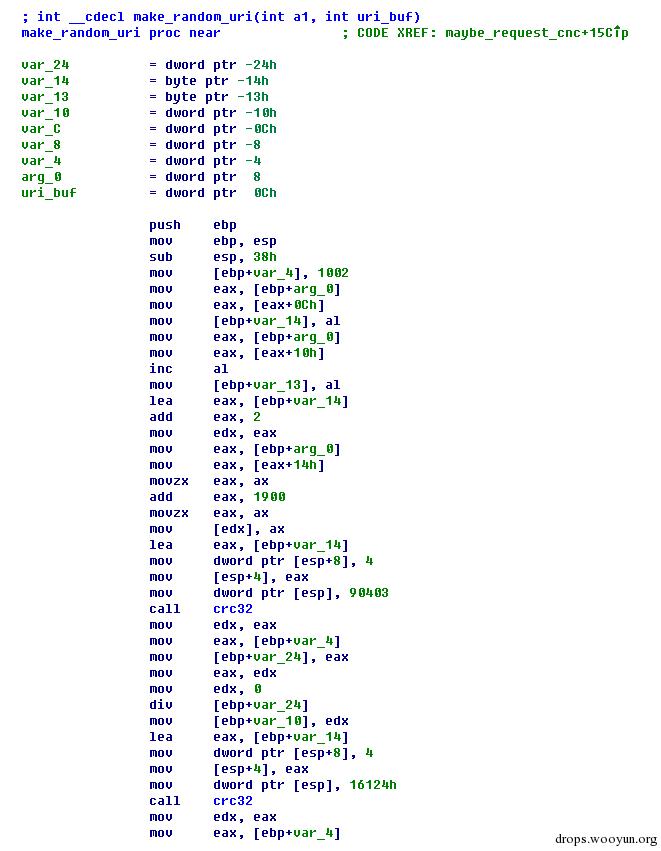 ; int __cdecl make_random_uri(int a1, int uri_buf)
make_random_uri proc near ; CODE XREF: maybe_request_cnc+15C↑p
var_24 = dword ptr -24h
var_14 = byte ptr -14h
var_13 = byte ptr -13h
var_10 = dword ptr -10h
var_C = dword ptr -0Ch
var_8 = dword ptr -8
var_4 = dword ptr -4
arg_0 = dword ptr 8
uri_buf = dword ptr 0Ch
push ebp
mov ebp, esp
sub esp, 38h
mov [ebp+var_4], 1002
mov eax, [ebp+arg_0]
mov eax, [eax+0Ch]
mov [ebp+var_14], al
mov eax, [ebp+arg_0]
mov eax, [eax+10h]
inc al
mov [ebp+var_13], al
lea eax, [ebp+var_14]
add eax, 2
mov edx, eax
mov eax, [ebp+arg_0]
mov eax, [eax+14h]
movzx eax, ax
add eax, 1900
movzx eax, ax
mov [edx], ax
lea eax, [ebp+var_14]
mov dword ptr [esp+8], 4
mov [esp+4], eax
mov dword ptr [esp], 90403
call crc32
mov edx, eax
mov eax, [ebp+var_4]
mov [ebp+var_24], eax
mov eax, edx
mov edx, 0
div [ebp+var_24]
mov [ebp+var_10], edx
lea eax, [ebp+var_14]
mov dword ptr [esp+8], 4
mov [esp+4], eax
mov dword ptr [esp], 16124h
call crc32
mov edx, eax
mov eax, [ebp+var_4]
drops.wooyun.org